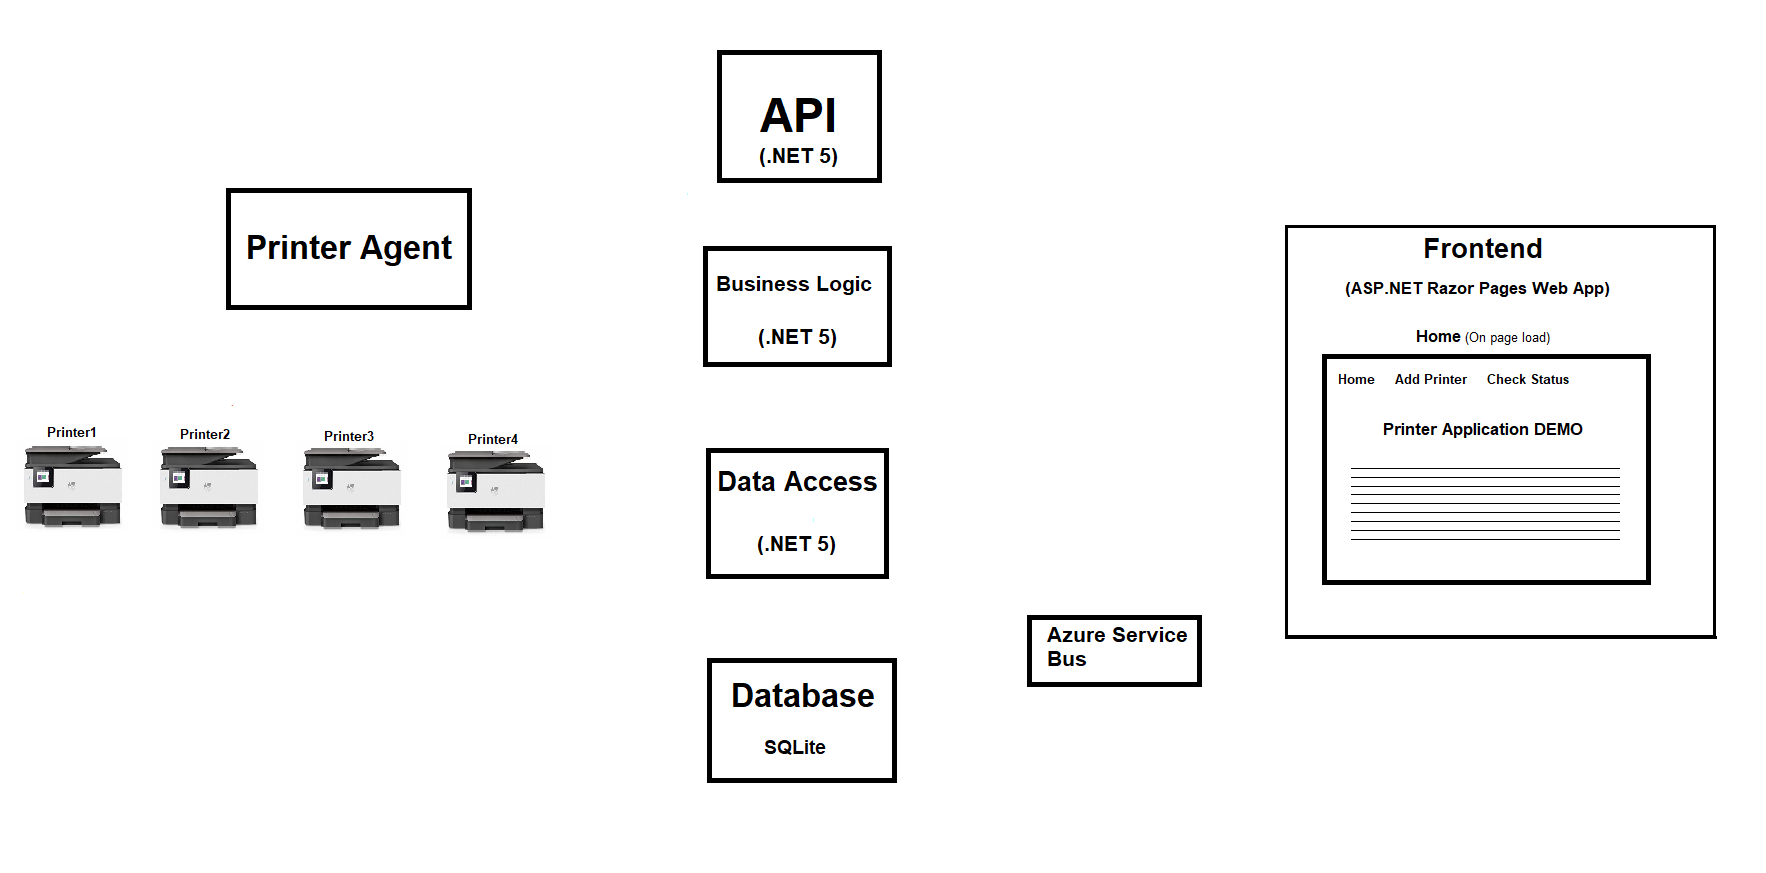 API
(.NET 5)
Printer Agent
Business Logic
(.NET 5)
Printer1
Printer2
Printer3
Printer4
Data Access
(.NET 5)
Database
SQLite
Azure Service
Bus
Frontend
(ASP.NET Razor Pages Web App)
Home (On page load)
Home Add Printer Check Status
Printer Application DEMO